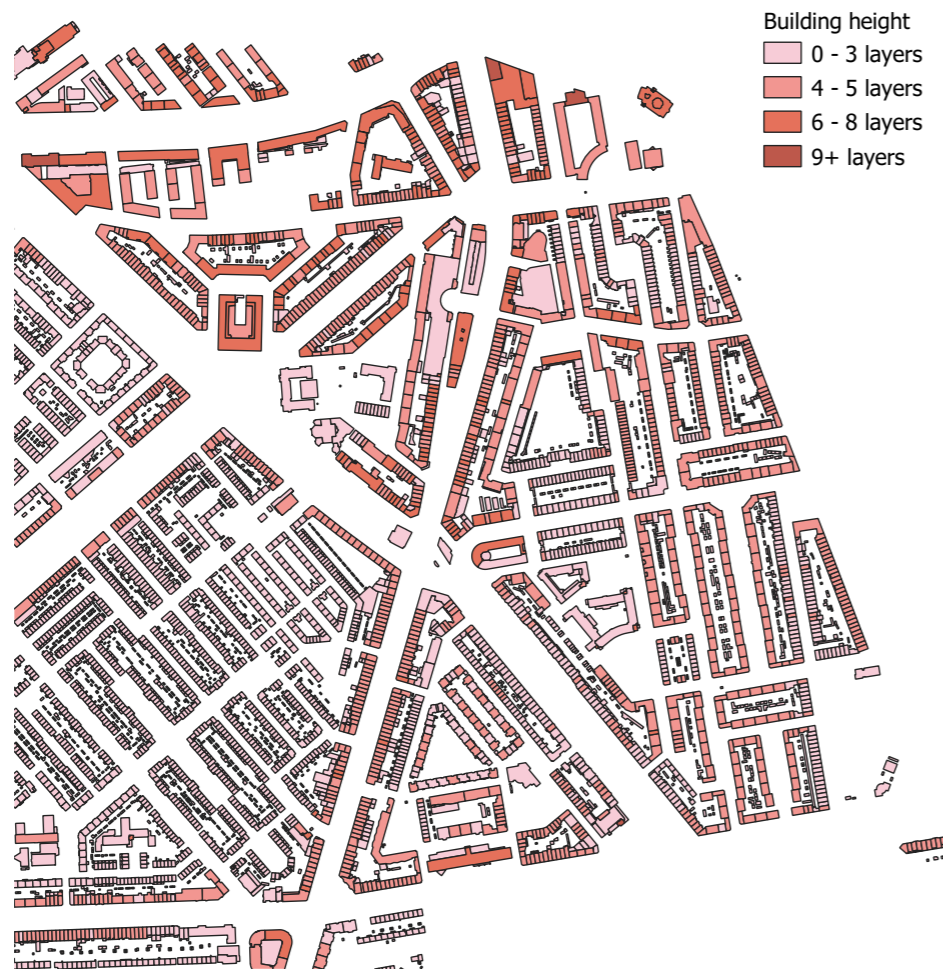 Building height
0 - 3 layers
4 - 5 layers
6 - 8 layers
9+ layers